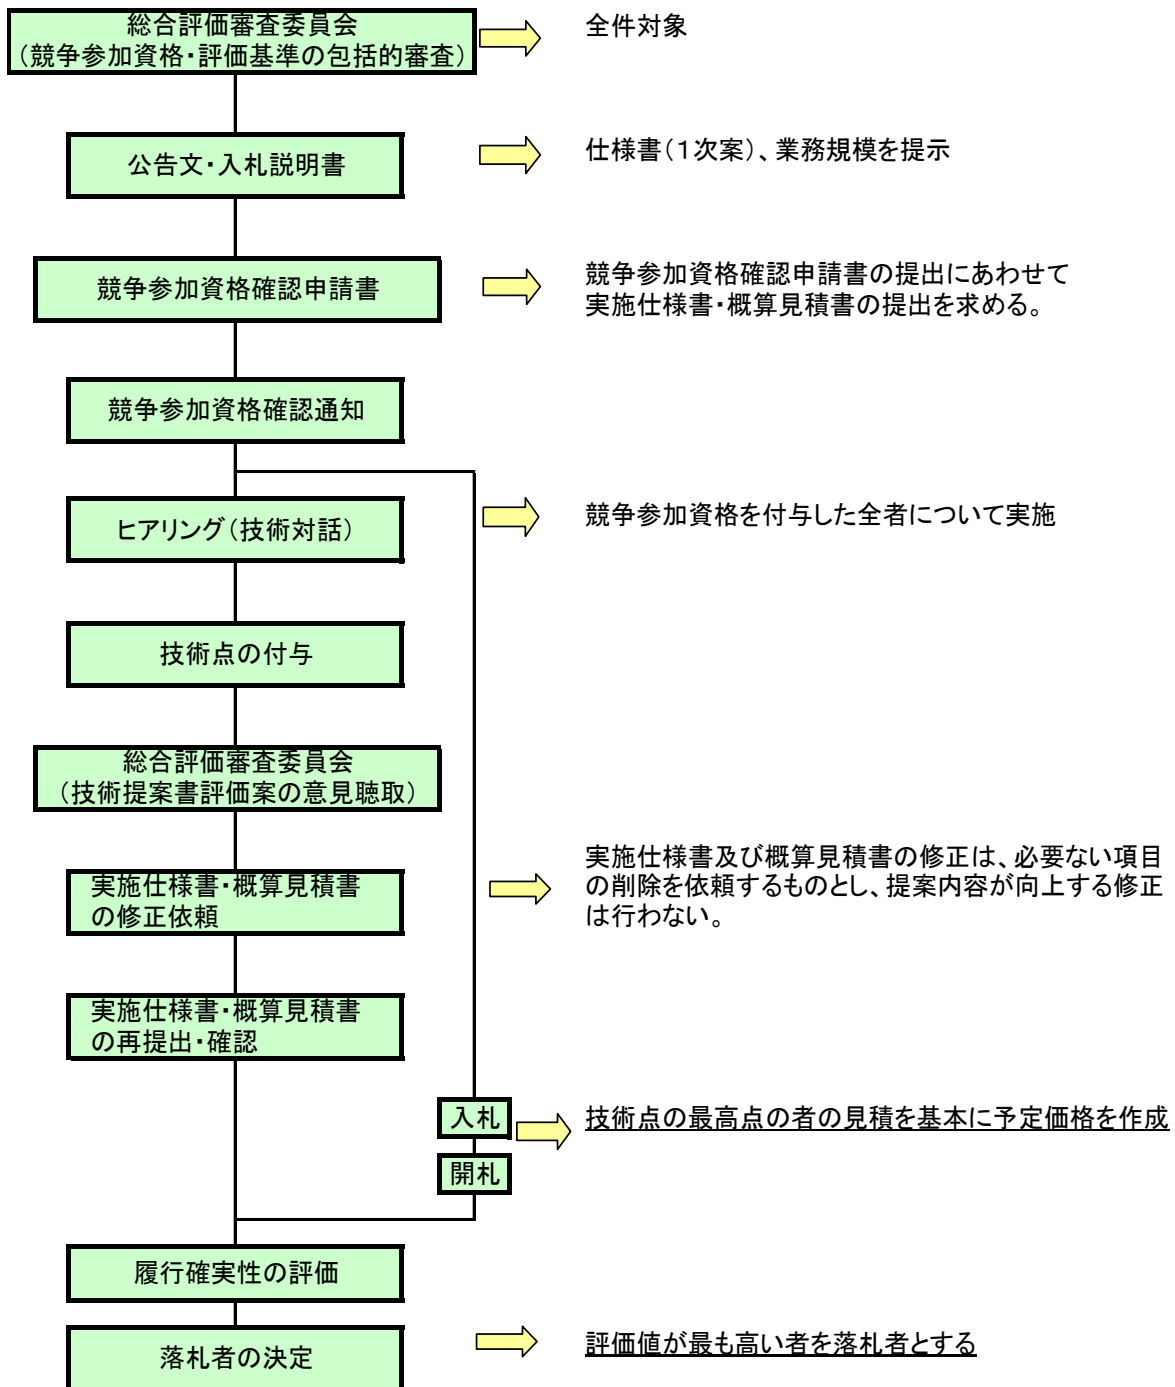 総合評価審査委員会
（競争参加資格・評価基準の包括的審査）
全件対象
公告文・入札説明書
仕様書（１次案）、業務規模を提示
競争参加資格確認申請書
競争参加資格確認申請書の提出にあわせて
実施仕様書・概算見積書の提出を求める。
競争参加資格確認通知
ヒアリング（技術対話）
競争参加資格を付与した全者について実施
技術点の付与
総合評価審査委員会
（技術提案書評価案の意見聴取）
実施仕様書・概算見積書
の修正依頼
実施仕様書及び概算見積書の修正は、必要ない項目
の削除を依頼するものとし、提案内容が向上する修正
は行わない。
実施仕様書・概算見積書
の再提出・確認
入札
技術点の最高点の者の見積を基本に予定価格を作成
開札
履行確実性の評価
落札者の決定
評価値が最も高い者を落札者とする